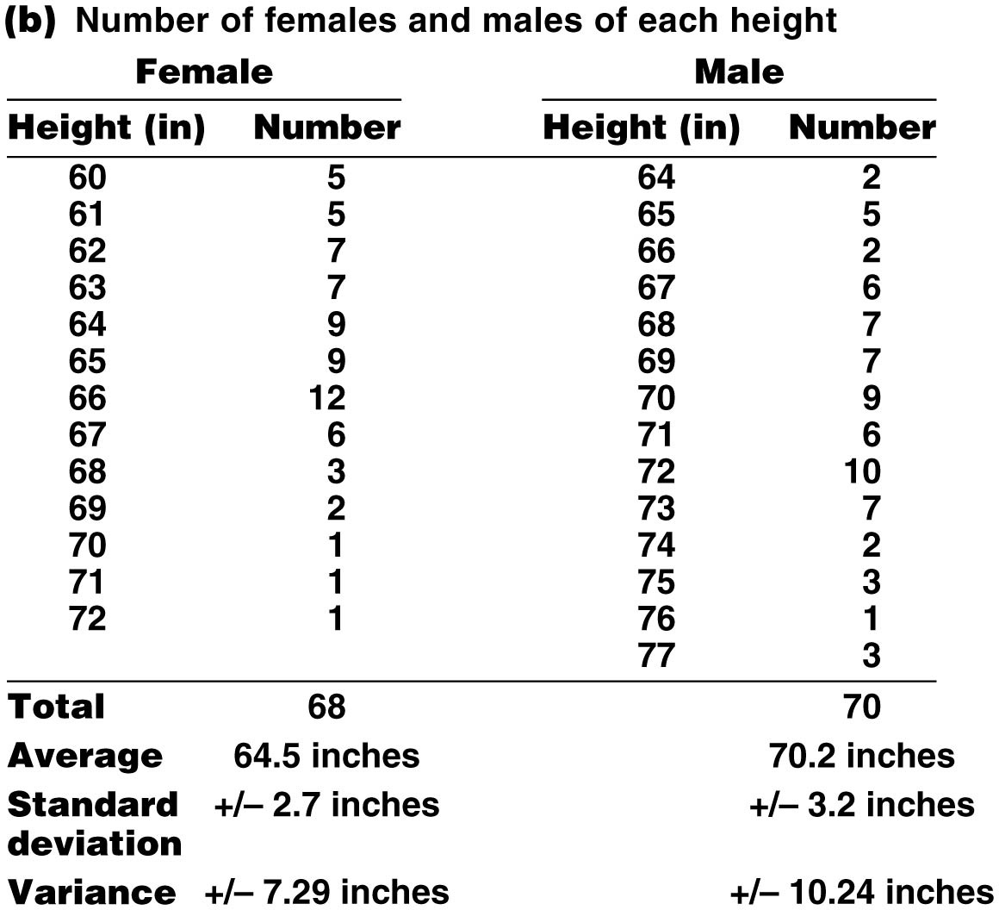 (b) Number of females and males of each height
Female Male
Height (in) Number Height (in) Number
60 5 64 2
61 5 65 5
62 7 66 2
63 7 67 6
64 9 68 7
65 9 69 7
66 12 70 9
67 6 71 6
68 3 72 10
69 2 73 7
70 1 74 2
71 1 75 3
72 1 76 1
77 3
Total 68 70
Average 64.5 inches 70.2 inches
Standard +/– 2.7 inches +/– 3.2 inches
deviation
Variance +/– 7.29 inches +/– 10.24 inches